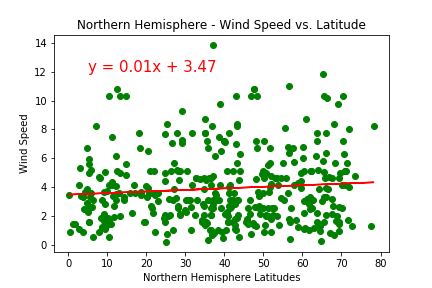 Northern Hemisphere - Wind Speed vs. Latitude
14
12
10
8
6
4
2
0
Wind Speed
y = 0.01x + 3.47
0 10 20 30 40 50 60 70 80
Northern Hemisphere Latitudes